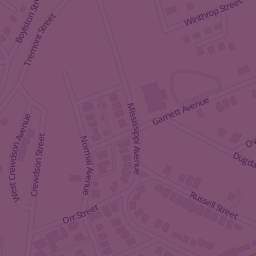 Boylston
Tremont Street
Winthrop Street
Mississippi Avenue
Garnett Avenue
West Crewdson Avenue
Crewdson Street
Normal Avenue
Russell Street
Orr Street